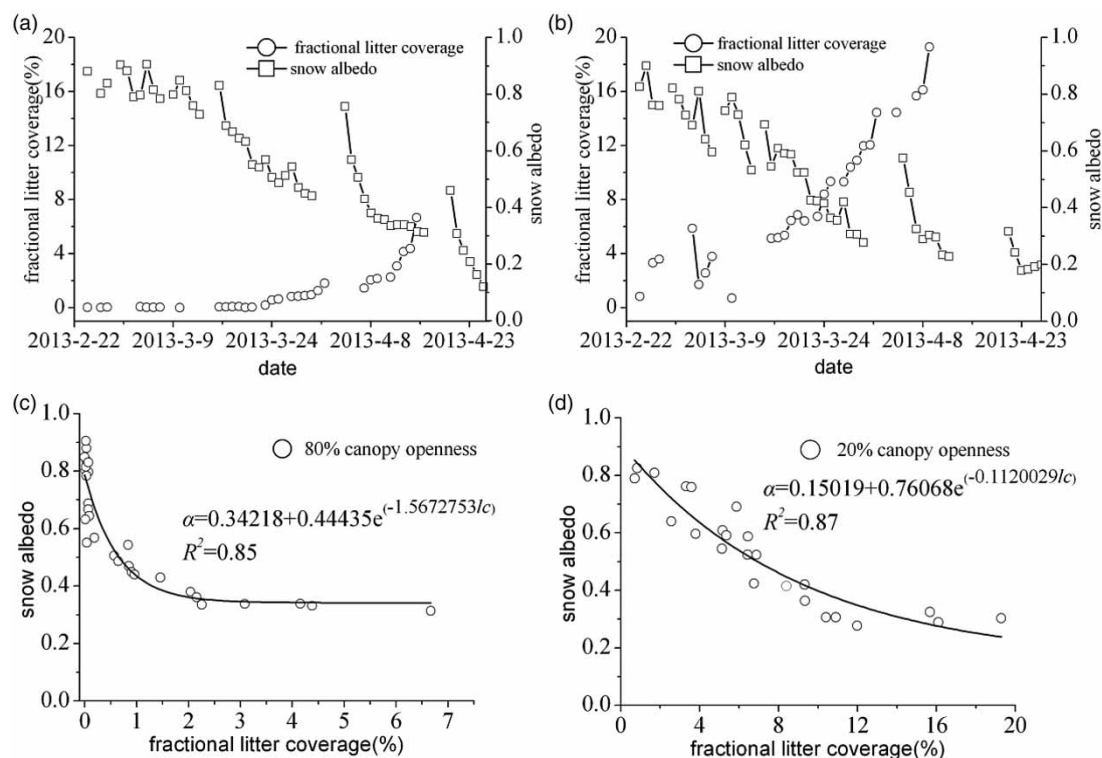 (a)
fractional litter coverage
snow albedo
fractional litter coverage(%)
20
16
12
8
4
0
1.0
0.8
0.6
0.4
0.2
0.0
snow albedo
2013-2-22 2013-3-9 2013-3-24 2013-4-8 2013-4-23
date
(b)
fractional litter coverage
snow albedo
fractional litter coverage(%)
20
16
12
8
4
0
1.0
0.8
0.6
0.4
0.2
0.0
snow albedo
2013-2-22 2013-3-9 2013-3-24 2013-4-8 2013-4-23
date
(c)
80% canopy openness
α=0.34218+0.44435e(-1.5672753lc)
R²=0.85
snow albedo
1.0
0.8
0.6
0.4
0.2
0.0
0 1 2 3 4 5 6 7
fractional litter coverage(%)
(d)
20% canopy openness
α=0.15019+0.76068e(-0.1120029lc)
R²=0.87
snow albedo
1.0
0.8
0.6
0.4
0.2
0.0
0 4 8 12 16 20
fractional litter coverage(%)